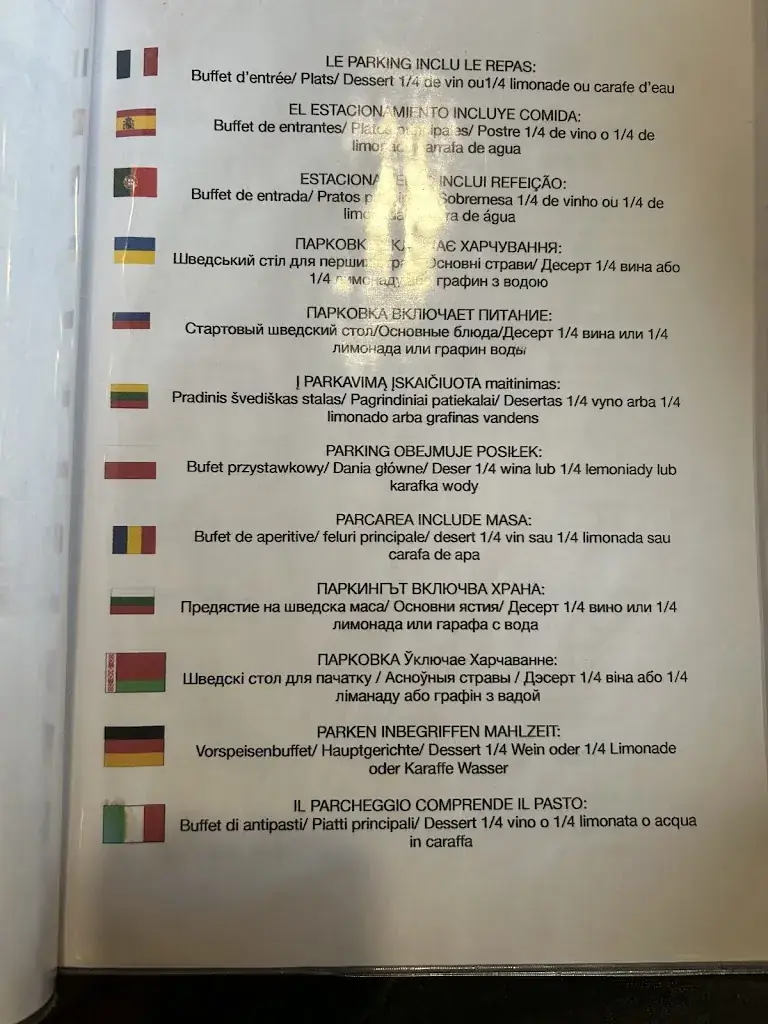 LE PARKING INCLU LE REPAS:
Buffet d'entrée/ Plats/ Dessert 1/4 de vin ou1/4 limonade ou carafe d'eau
EL ESTACIONAMIENTO INCLUYE COMIDA:
Buffet de entrantes/ Platos principales/ Postre 1/4 de vino o 1/4 de
de agua
INCLUI REFEIÇÃO:
Buffet de entrada/ Pratos Sobremesa 1/4 de vinho ou 1/4 de
de água
ХАРЧУВАННЯ:
Шведський стіл для Основні страви/ Десерт 1/4 вина або
1/4 лимонаду або графин з водою
ПАРКОВКА ВКЛЮЧАЕТ ПИТАНИЕ:
Стартовый шведский стол/Основные блюда/Десерт 1/4 вина или 1/4
лимонада или графин воды
Į PARKAVIMĄ ĮSKAIČIUOTA maitinimas:
Pradinis švediškas stalas/ Pagrindiniai patiekalai/ Desertas 1/4 vyno arba 1/4
limonado arba grafinas vandens
PARKING OBEJMUJE POSIŁEK:
Bufet przystawkowy/ Dania główne/ Deser 1/4 wina lub 1/4 lemoniady lub
karafka wody
PARCAREA INCLUDE MASA:
Bufet de aperitive/ feluri principale/ desert 1/4 vin sau 1/4 limonada sau
carafa de apa
ПАРКИНГЪТ ВКЛЮЧВА ХРАНА:
Предястие на шведска маса/ Основни ястия/ Десерт 1/4 вино или 1/4
лимонада или гарафа с вода
ПАРКОВКА Ўключае Харчаванне:
Шведскі стол для пачатку / Асноўныя стравы / Дэсерт 1/4 віна або 1/4
ліманаду або графін з вадой
PARKEN INBEGRIFFEN MAHLZEIT:
Vorspeisenbuffet/ Hauptgerichte/ Dessert 1/4 Wein oder 1/4 Limonade
oder Karaffe Wasser
IL PARCHEGGIO COMPRENDE IL PASTO:
Buffet di antipasti/ Piatti principali/ Dessert 1/4 vino o 1/4 limonata o acqua
in caraffa